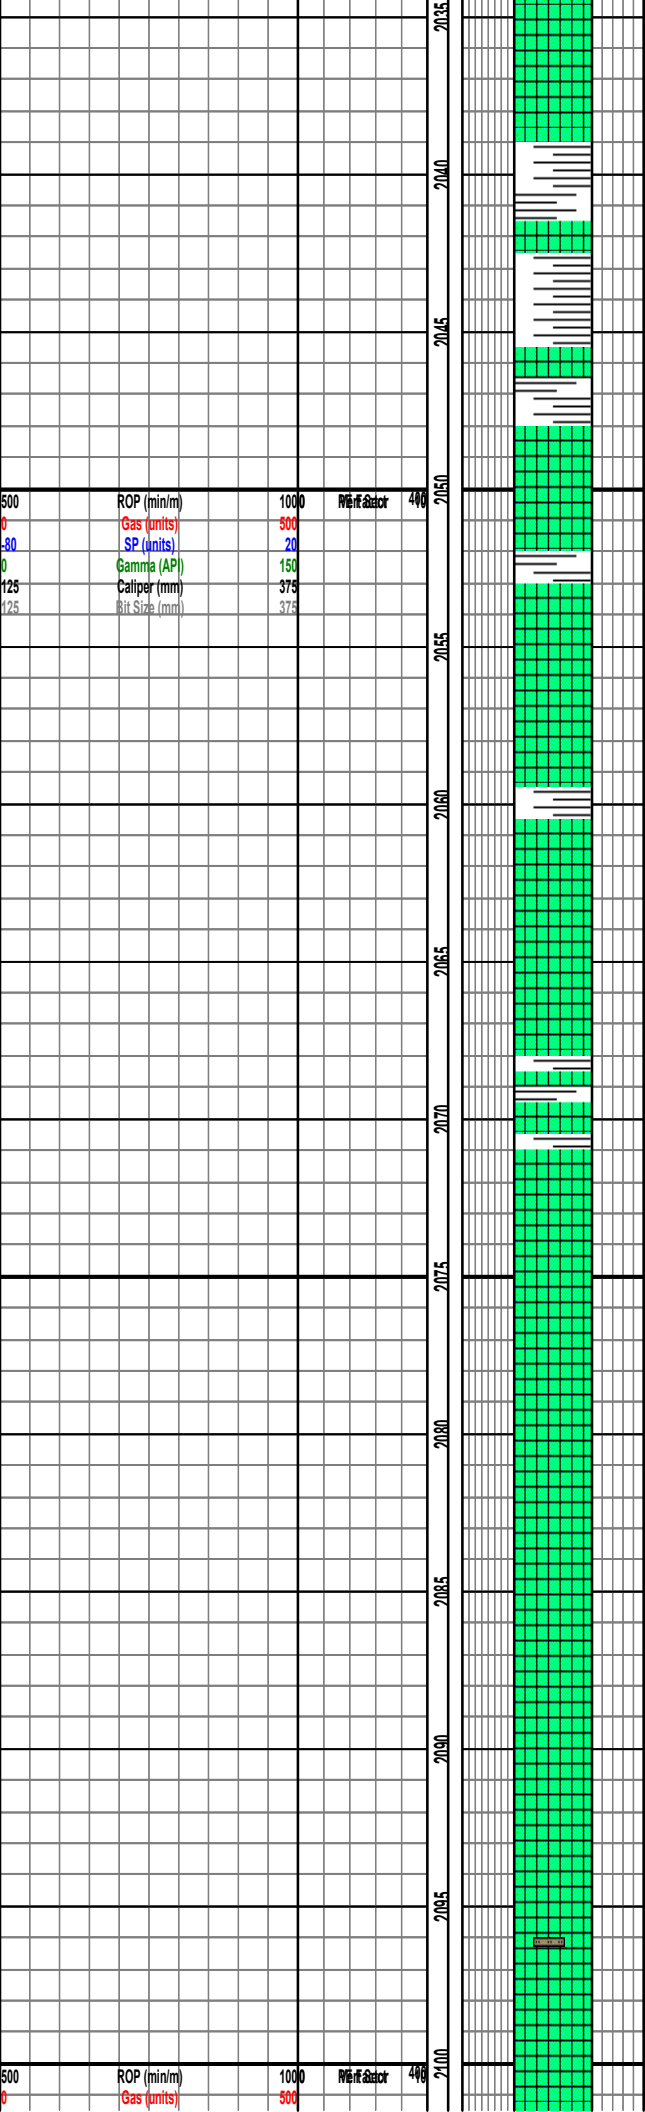 2035
2040
2045
2050
500 ROP (min/m) 1000
0 Gas (units) 500
-80 SP (units) 20
0 Gamma (API) 150
125 Caliper (mm) 375
125 Bit Size (mm) 375
2055
2060
2065
2070
2075
2080
2085
2090
2095
2100
500 ROP (min/m) 1000
0 Gas (units) 500